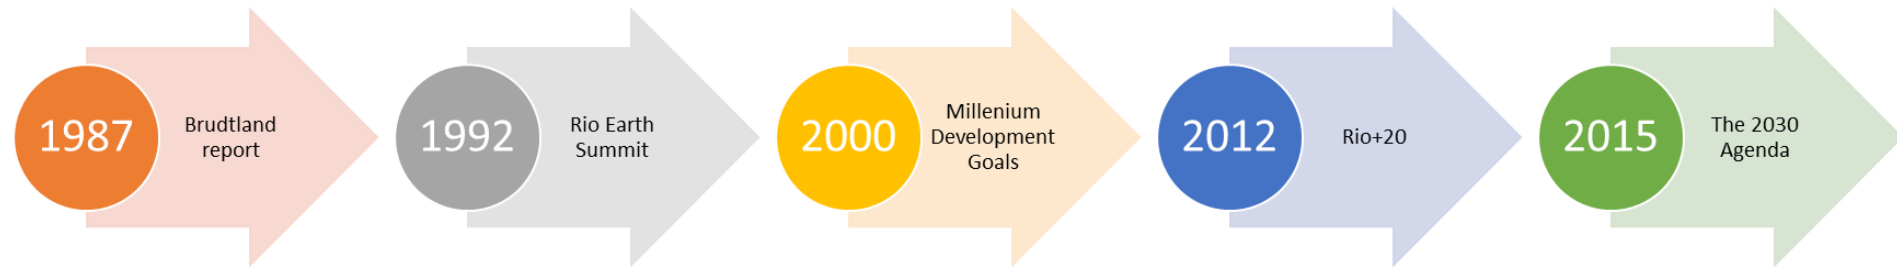 1987
Brudtland
report
1992
Rio Earth
Summit
2000
Millenium
Development
Goals
2012
Rio+20
2015
The 2030
Agenda